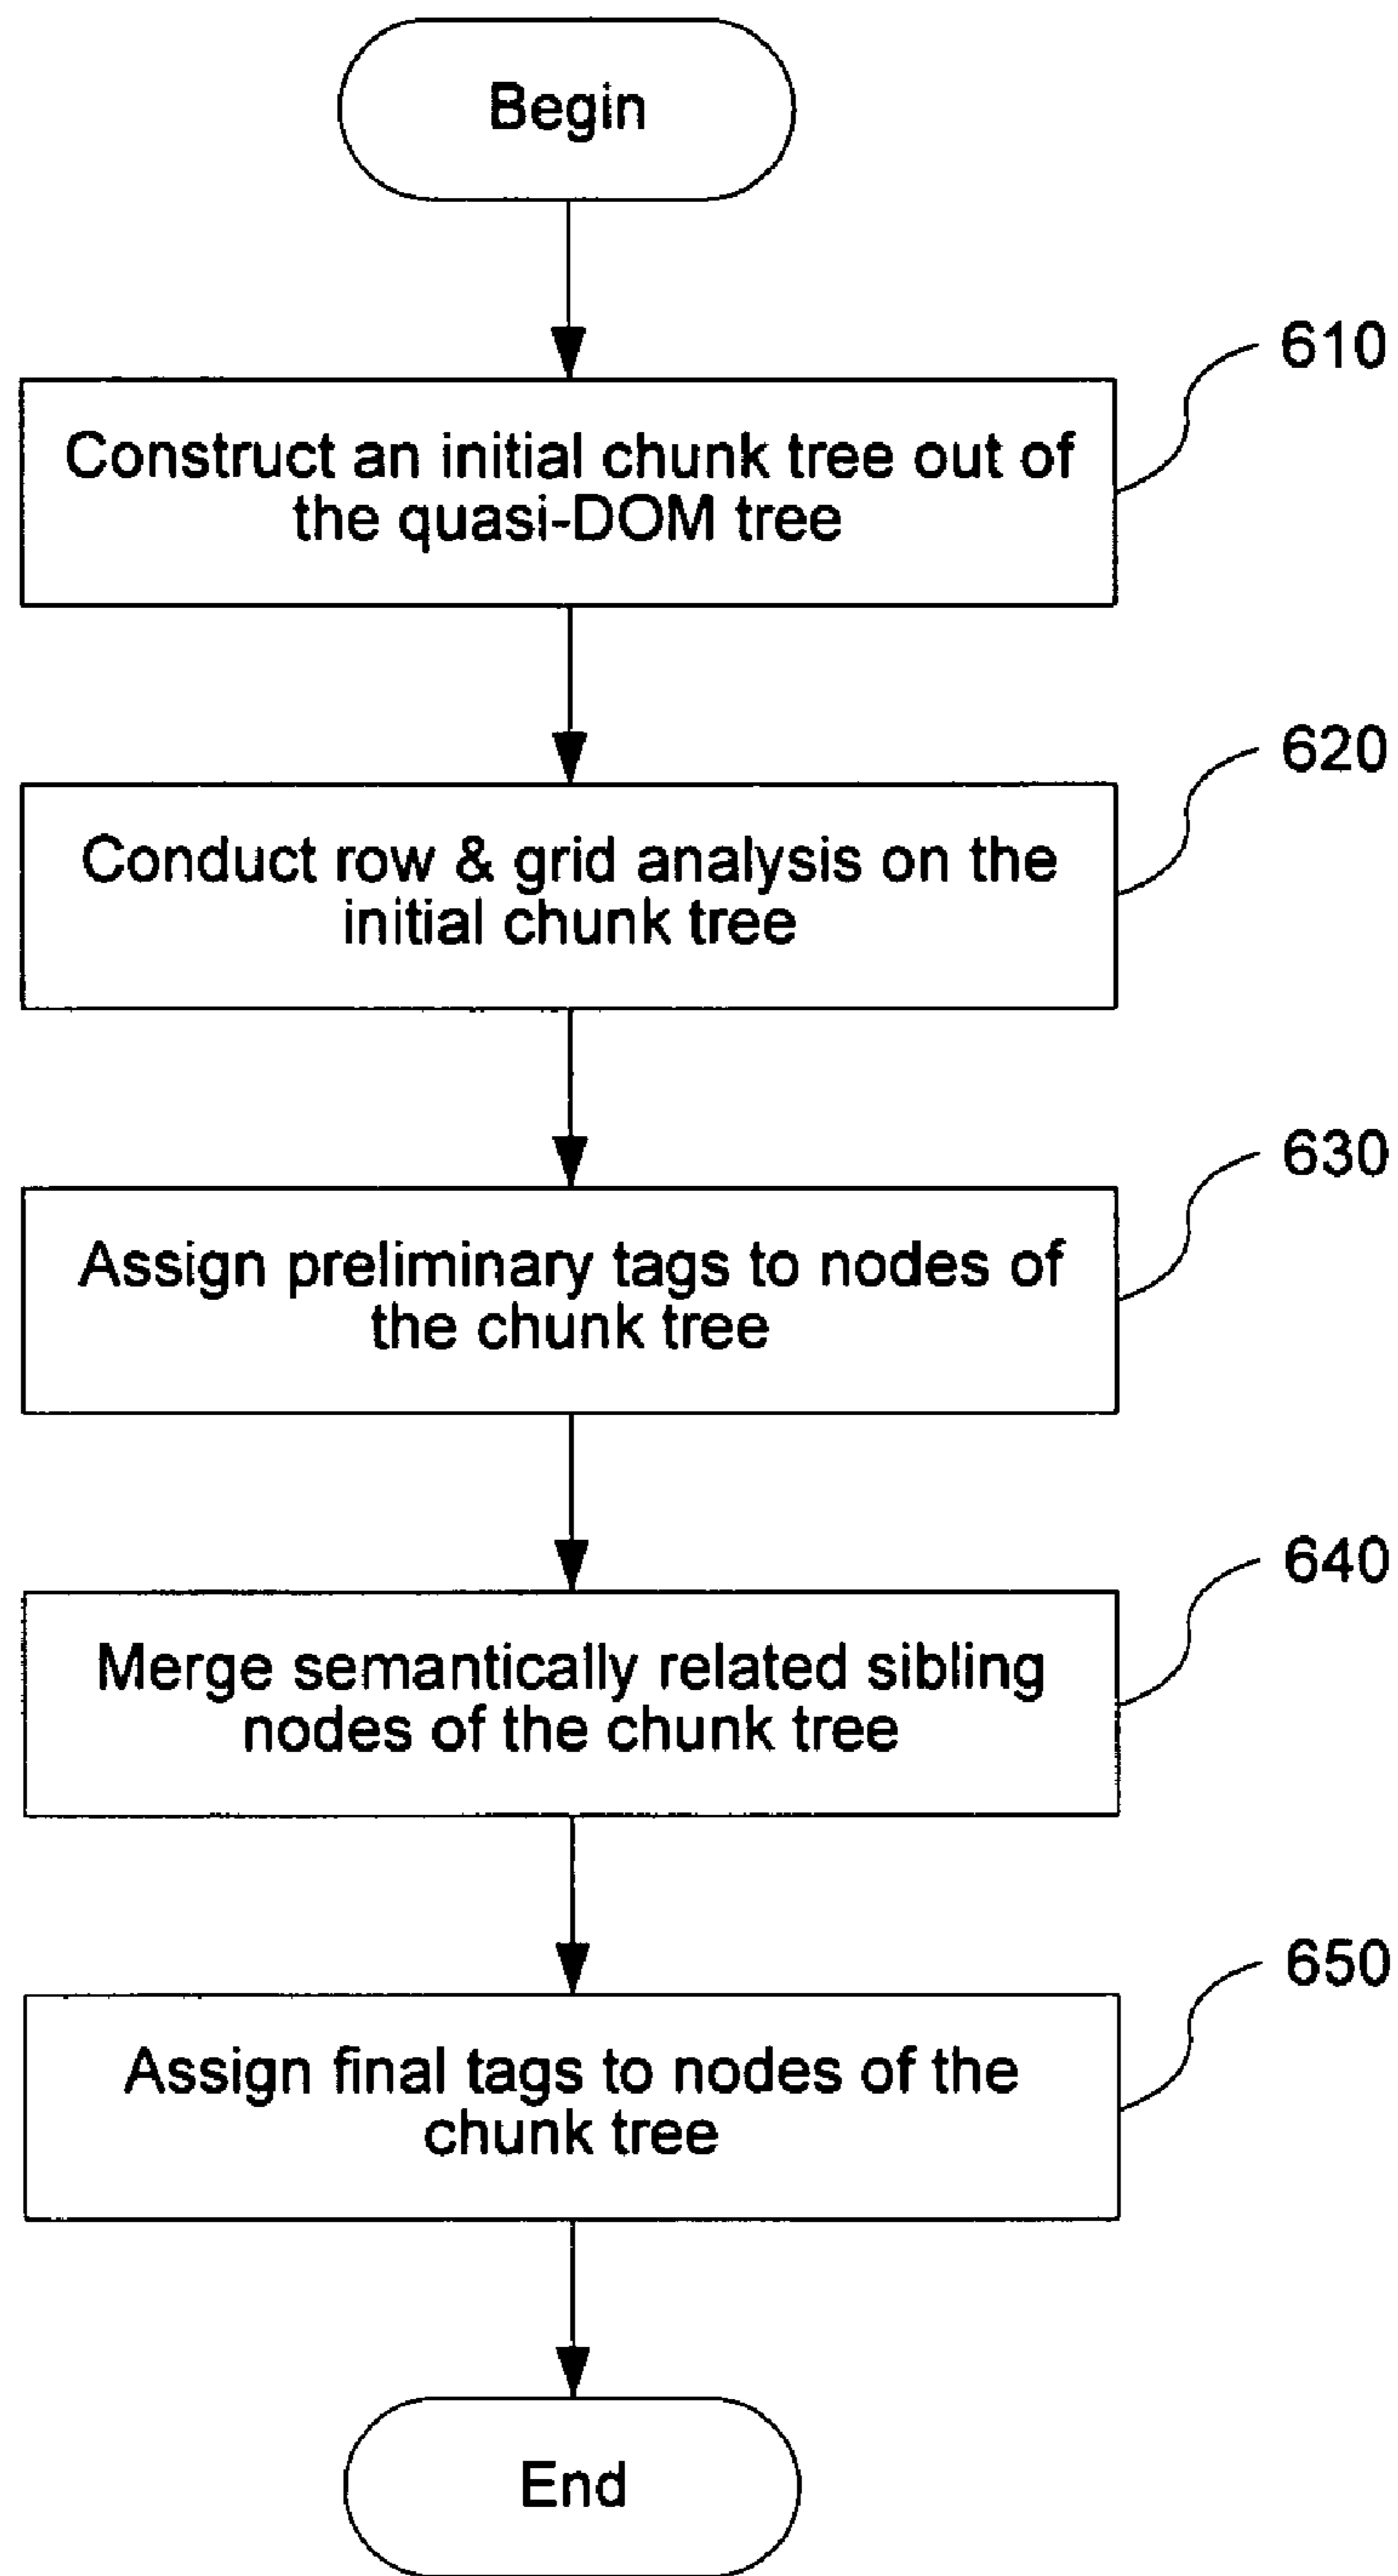 Begin
610
Construct an initial chunk tree out of
the quasi-DOM tree
620
Conduct row & grid analysis on the
initial chunk tree
630
Assign preliminary tags to nodes of
the chunk tree
640
Merge semantically related sibling
nodes of the chunk tree
650
Assign final tags to nodes of the
chunk tree
End